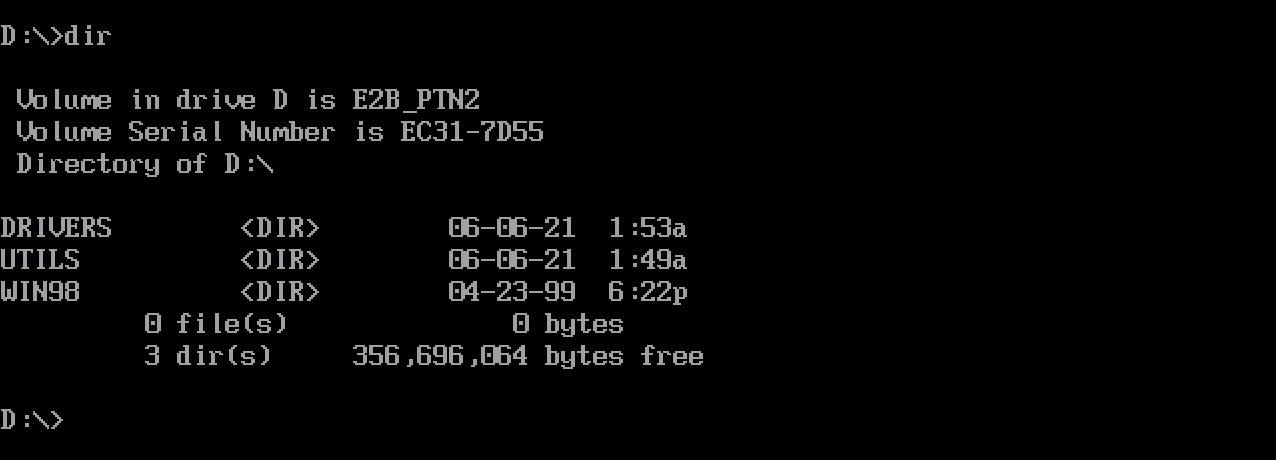 D:\>dir
Volume in drive D is E2B_PTN2
Volume Serial Number is EC31-7D55
Directory of D:\
DRIVERS        <DIR>        06-06-21  1:53a
UTILS          <DIR>        06-06-21  1:49a
WIN98          <DIR>        04-23-99  6:22p
0 file(s)              0 bytes
3 dir(s)     356,696,064 bytes free
D:\>